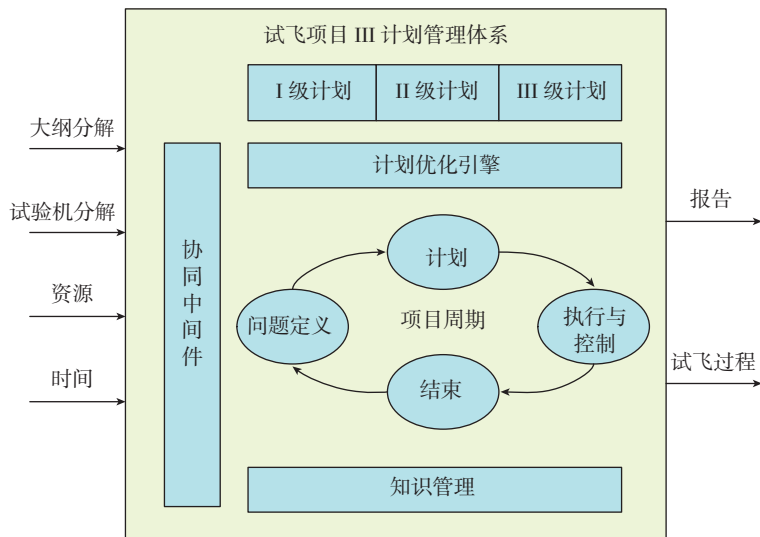 试飞项目 III 计划管理体系
I 级计划
II 级计划
III 级计划
大纲分解
计划优化引擎
试验机分解
报告
协同中间件
计划
资源
问题定义
项目周期
执行与
控制
时间
结束
试飞过程
知识管理